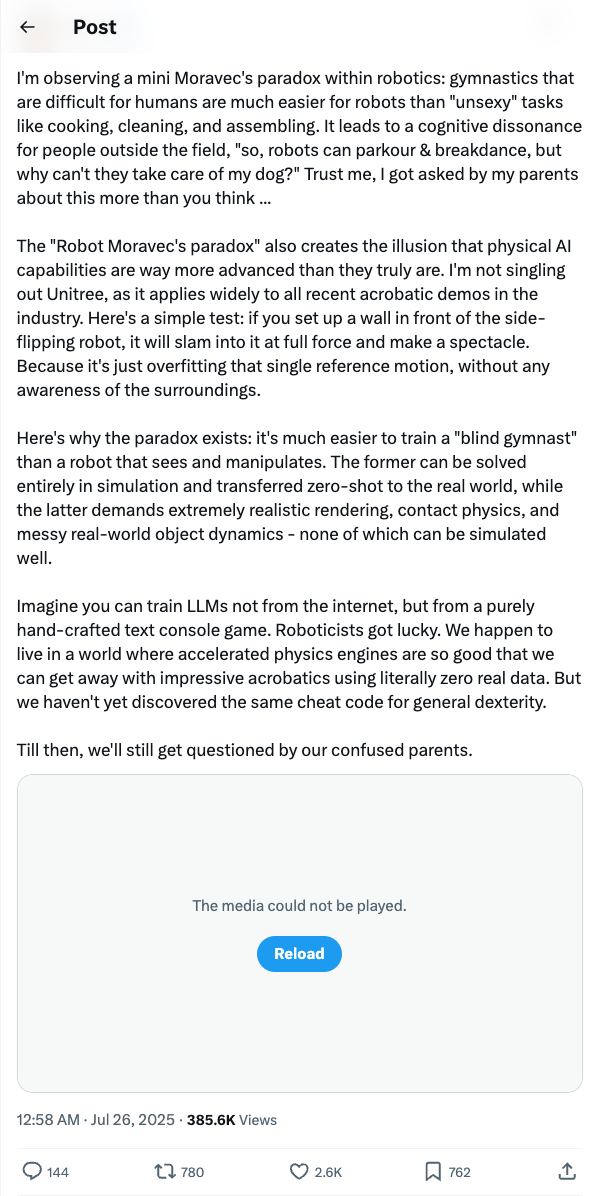 Post
I'm observing a mini Moravec's paradox within robotics: gymnastics that
are difficult for humans are much easier for robots than "unsexy" tasks
like cooking, cleaning, and assembling. It leads to a cognitive dissonance
for people outside the field, "so, robots can parkour & breakdance, but
why can't they take care of my dog?" Trust me, I got asked by my parents
about this more than you think ...
The "Robot Moravec's paradox" also creates the illusion that physical AI
capabilities are way more advanced than they truly are. I'm not singling
out Unitree, as it applies widely to all recent acrobatic demos in the
industry. Here's a simple test: if you set up a wall in front of the side-
flipping robot, it will slam into it at full force and make a spectacle.
Because it's just overfitting that single reference motion, without any
awareness of the surroundings.
Here's why the paradox exists: it's much easier to train a "blind gymnast"
than a robot that sees and manipulates. The former can be solved
entirely in simulation and transferred zero-shot to the real world, while
the latter demands extremely realistic rendering, contact physics, and
messy real-world object dynamics - none of which can be simulated
well.
Imagine you can train LLMs not from the internet, but from a purely
hand-crafted text console game. Roboticists got lucky. We happen to
live in a world where accelerated physics engines are so good that we
can get away with impressive acrobatics using literally zero real data. But
we haven't yet discovered the same cheat code for general dexterity.
Till then, we'll still get questioned by our confused parents.
The media could not be played.
Reload
12:58 AM · Jul 26, 2025 · 385.6K Views
144 780 2.6K 762